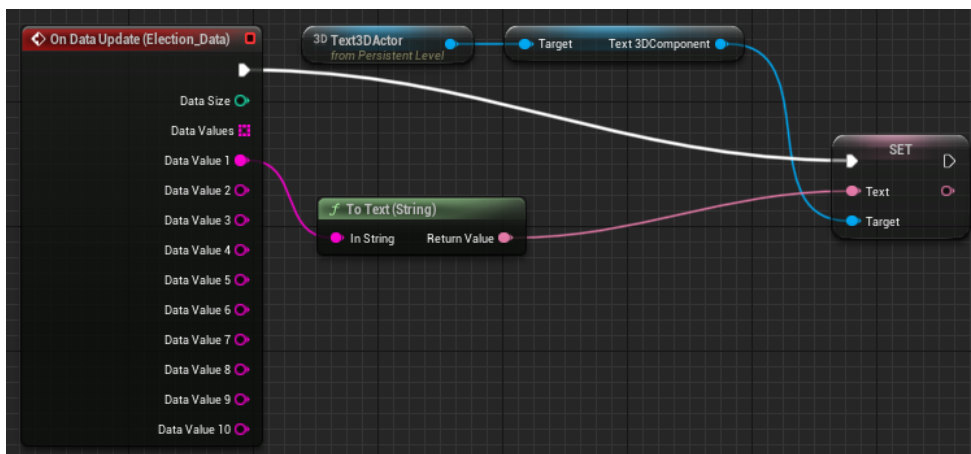 On Data Update (Election_Data)
Data Size
Data Values
Data Value 1
Data Value 2
Data Value 3
Data Value 4
Data Value 5
Data Value 6
Data Value 7
Data Value 8
Data Value 9
Data Value 10
3D Text3DActor
from Persistent Level
Target Text 3DComponent
f To Text (String)
In String Return Value
SET
Text
Target